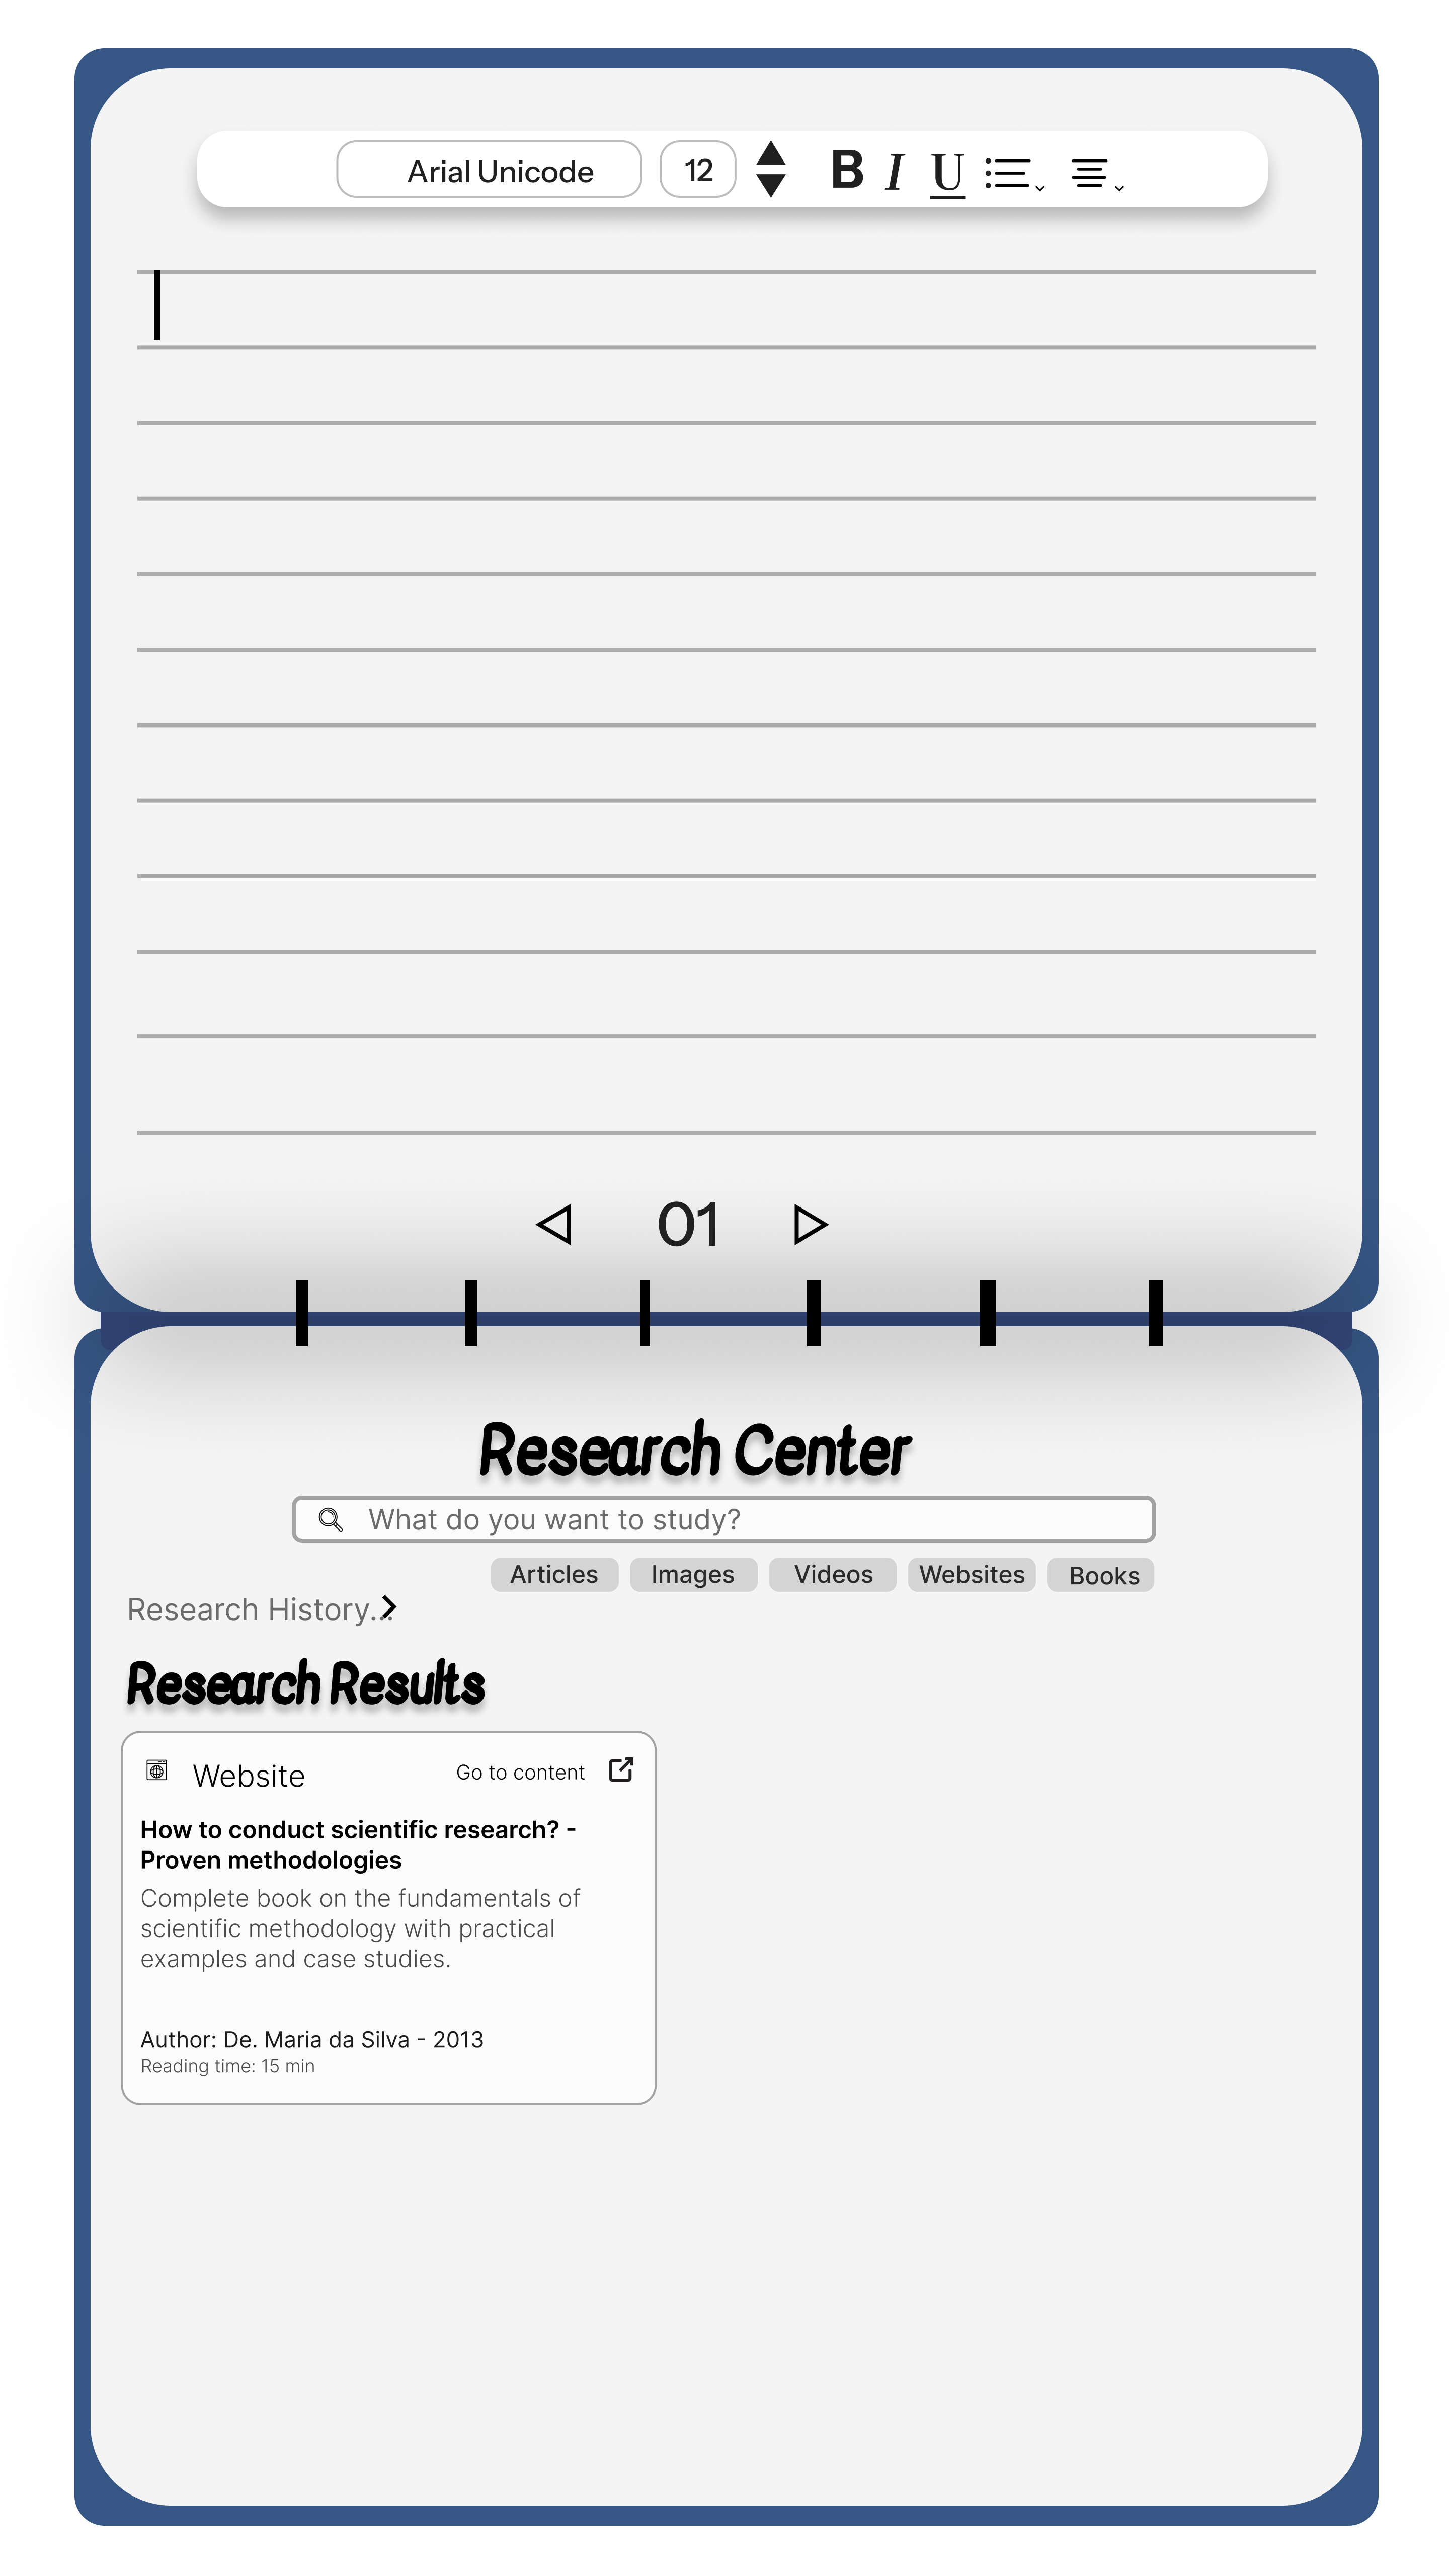 Arial Unicode 12 B I U
01
Research Center
What do you want to study?
Articles Images Videos Websites Books
Research History...
Research Results
Website Go to content
How to conduct scientific research? -
Proven methodologies
Complete book on the fundamentals of
scientific methodology with practical
examples and case studies.
Author: De. Maria da Silva - 2013
Reading time: 15 min